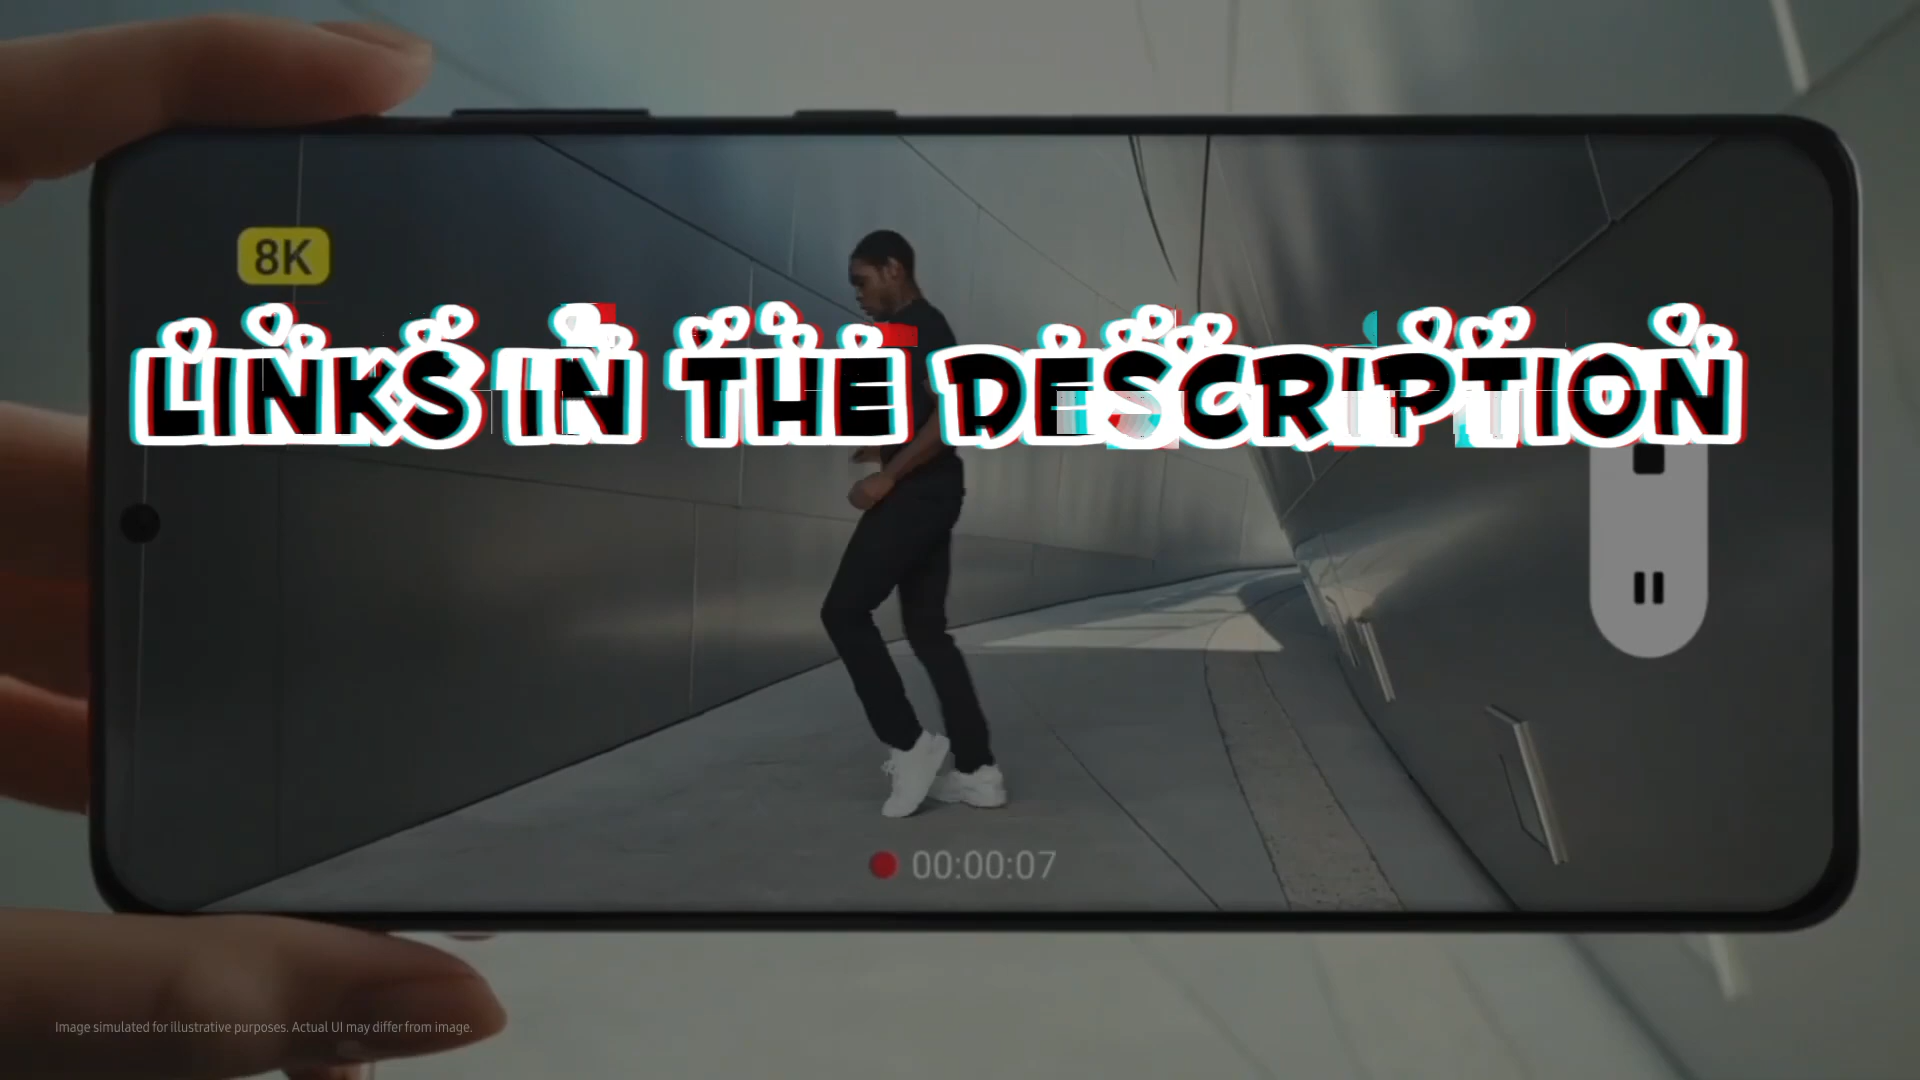 8K
LINKS IN THE DESCRIPTION
00:00:07
Image simulated for illustrative purposes. Actual UI may differ from image.